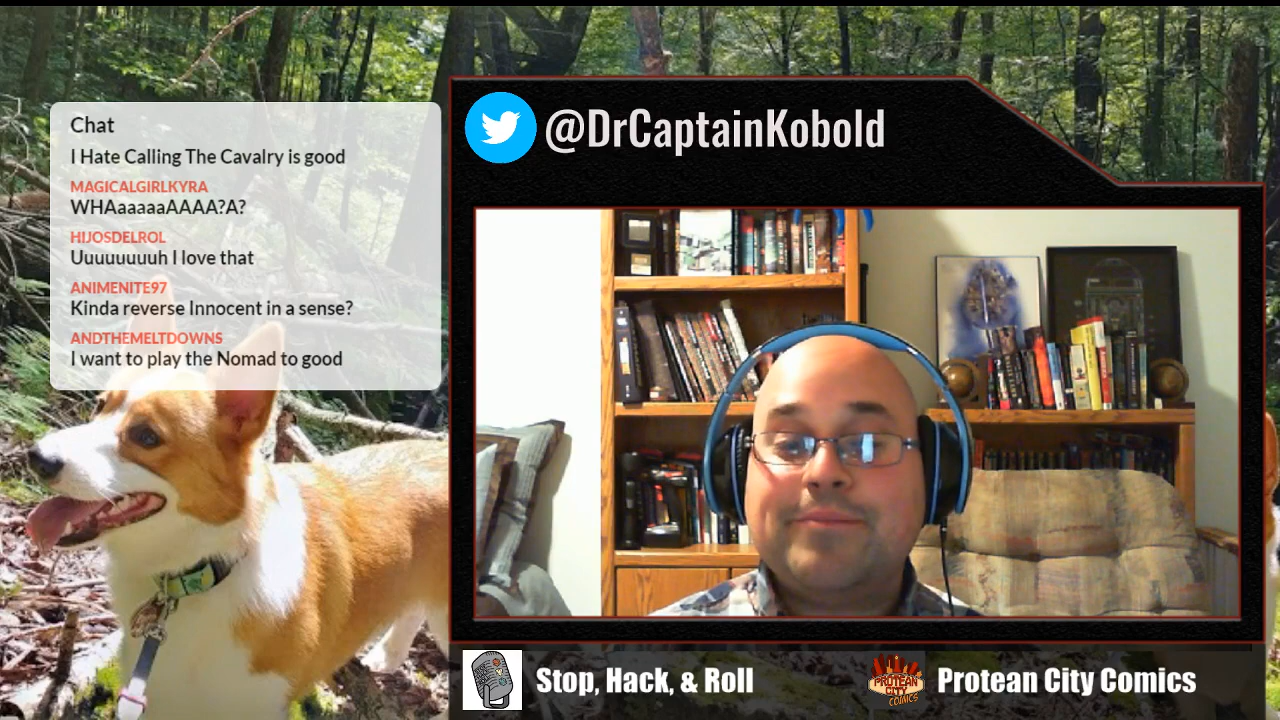 Chat
I Hate Calling The Cavalry is good
MAGICALGIRLKYRA
WHAaaaaaAAAA?A?
HIJOSDELROL
Uuuuuuuuh I love that
ANIMENITE97
Kinda reverse Innocent in a sense?
ANDTHEMELTDOWNS
I want to play the Nomad to good
@DrCaptainKobold
Stop, Hack, & Roll
PROTEAN
CITY
COMICS
Protean City Comics